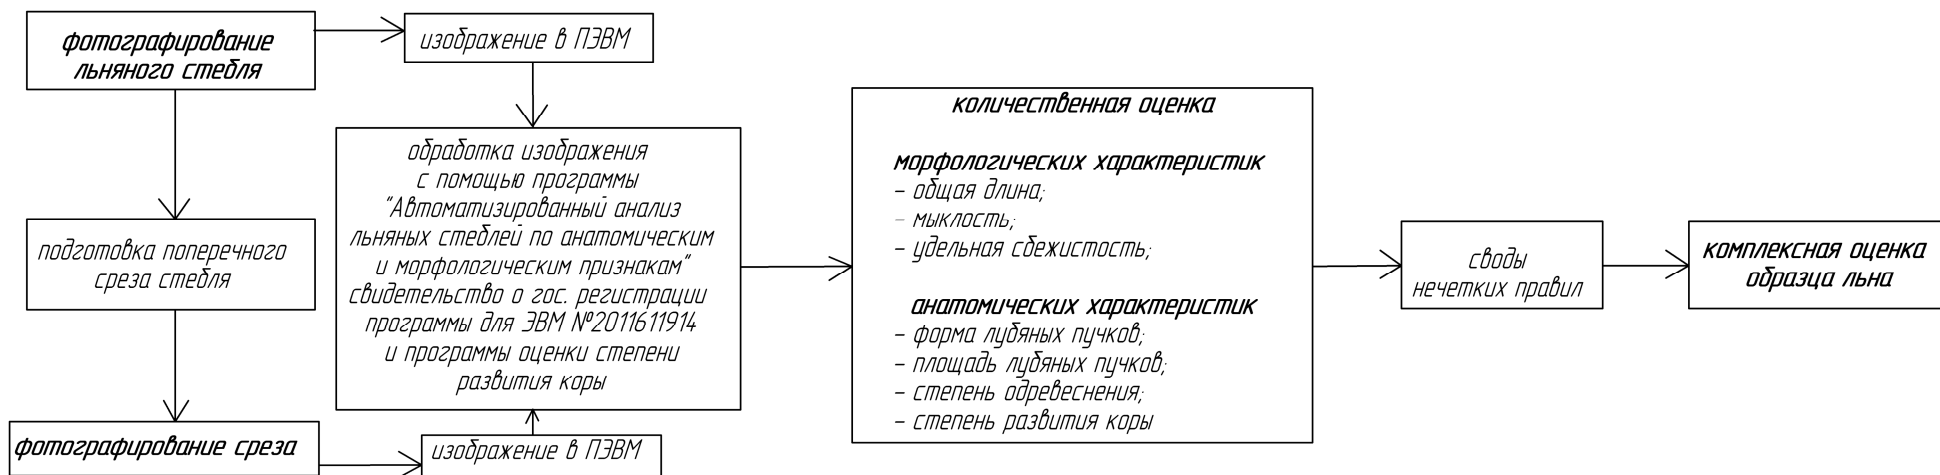 фотографирование
льняного стебля
изображение в ПЭВМ
подготовка поперечного
среза стебля
фотографирование среза
изображение в ПЭВМ
обработка изображения
с помощью программы
"Автоматизированный анализ
льняных стеблей по анатомическим
и морфологическим признакам"
свидетельство о гос. регистрации
программы для ЭВМ №2011611914
и программы оценки степени
развития коры
количественная оценка
морфологических характеристик
- общая длина;
- мыклость;
- удельная сбежистость;
анатомических характеристик
- форма лубяных пучков;
- площадь лубяных пучков;
- степень одревеснения;
- степень развития коры
своды
нечетких правил
комплексная оценка
образца льна